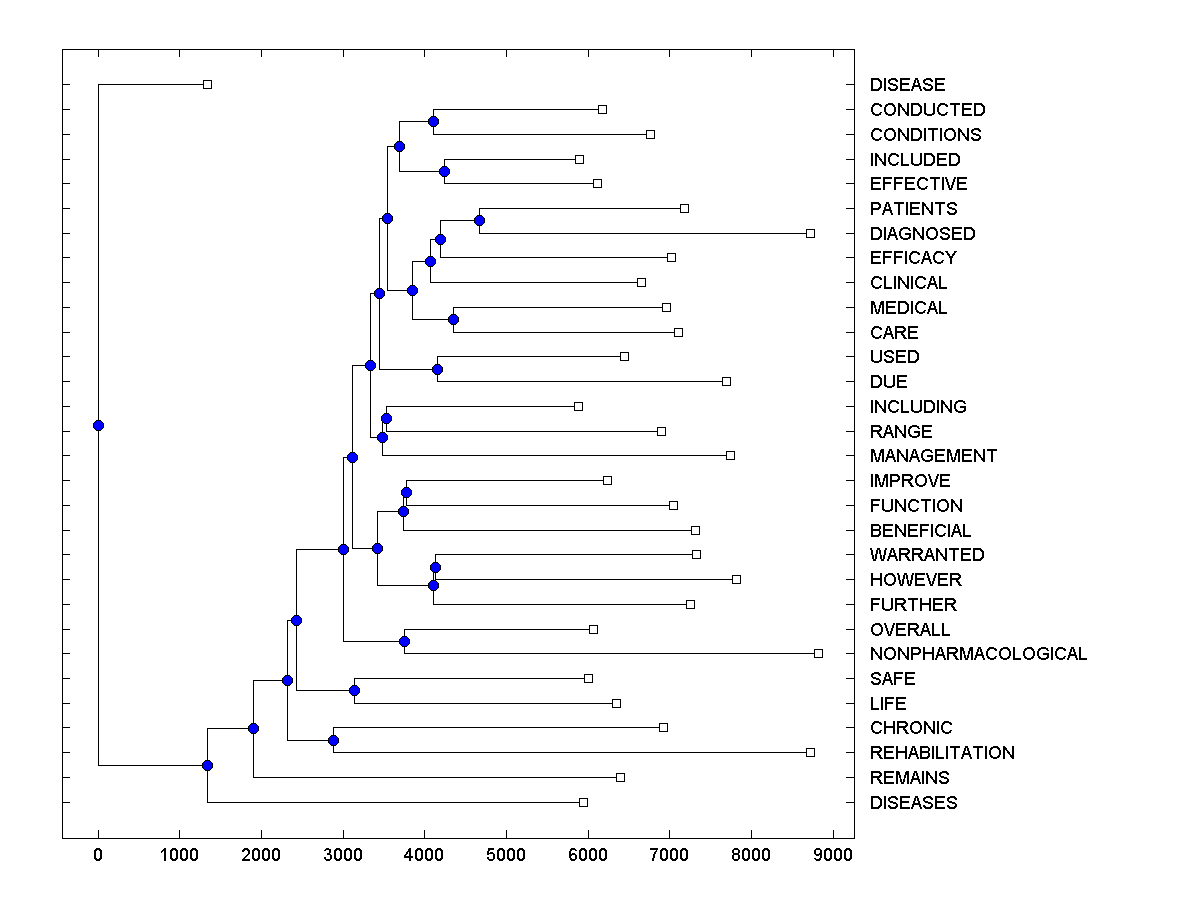 DISEASE
CONDUCTED
CONDITIONS
INCLUDED
EFFECTIVE
PATIENTS
DIAGNOSED
EFFICACY
CLINICAL
MEDICAL
CARE
USED
DUE
INCLUDING
RANGE
MANAGEMENT
IMPROVE
FUNCTION
BENEFICIAL
WARRANTED
HOWEVER
FURTHER
OVERALL
NONPHARMACOLOGICAL
SAFE
LIFE
CHRONIC
REHABILITATION
REMAINS
DISEASES
0 1000 2000 3000 4000 5000 6000 7000 8000 9000